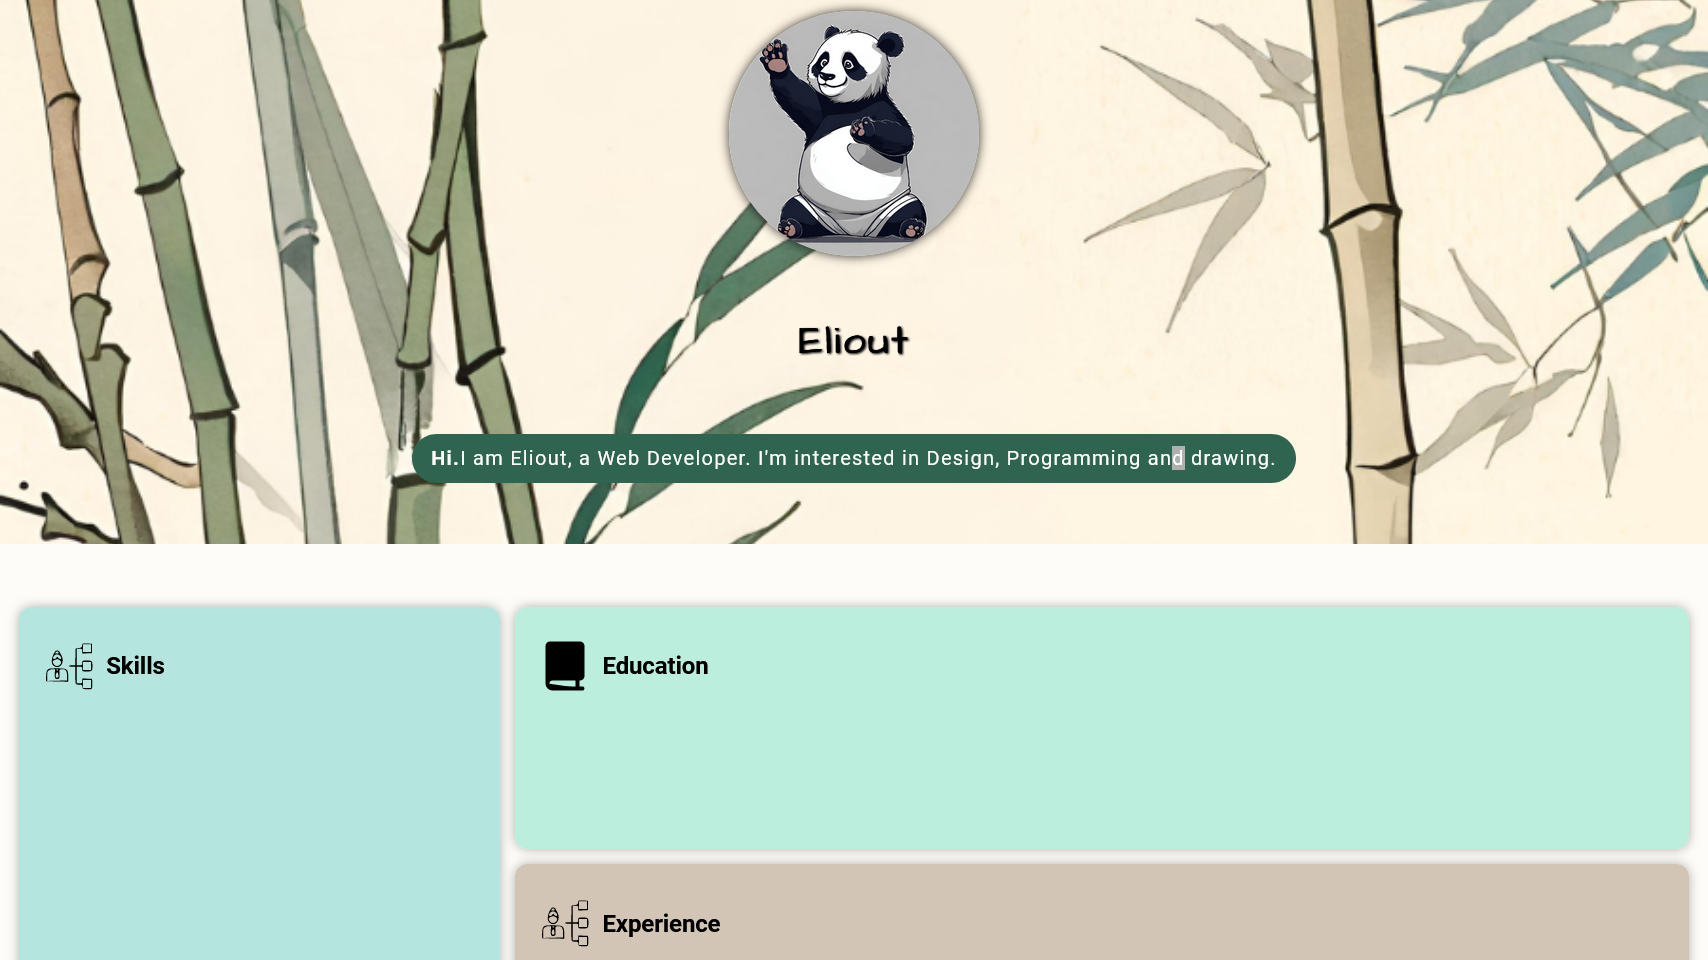 Eliout
Hi.I am Eliout, a Web Developer. I'm interested in Design, Programming and drawing.
Skills
Education
Experience